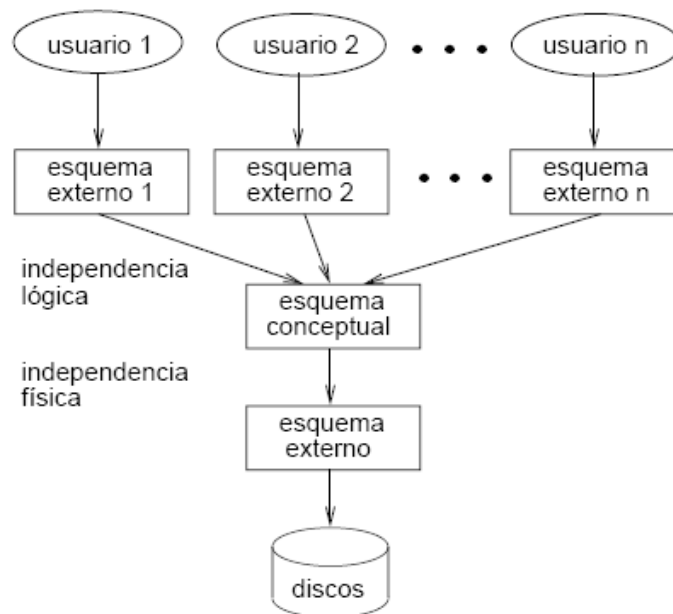 usuario 1
usuario 2
usuario n
esquema
externo 1
esquema
externo 2
esquema
externo n
independencia
lógica
esquema
conceptual
independencia
física
esquema
externo
discos